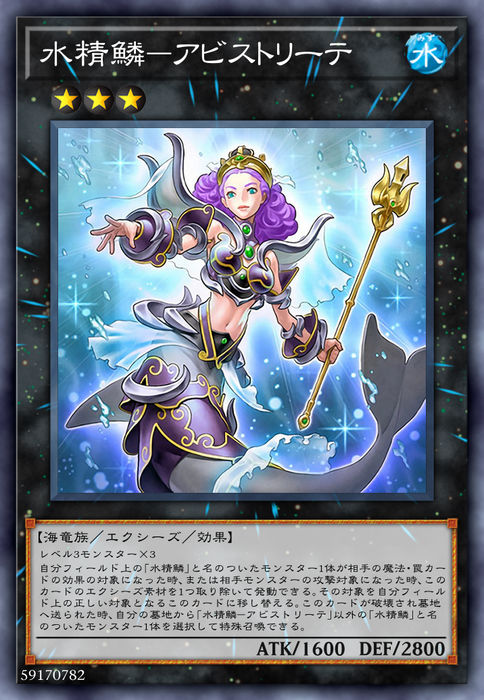 水精鱗－アビストリーテ
みず
水
【海竜族／エクシーズ／効果】
レベル3モンスター×3
自分フィールド上の「水精鱗」と名のついたモンスター1体が相手の魔法・罠カー
ドの効果の対象になった時、または相手モンスターの攻撃対象になった時、この
カードのエクシーズ素材を1つ取り除いて発動できる。その対象を自分フィール
ド上の正しい対象となるこのカードに移し替える。このカードが破壊され墓地
へ送られた時、自分の墓地から「水精鱗－アビストリーテ」以外の「水精鱗」と名
のついたモンスター1体を選択して特殊召喚できる。
ATK/1600 DEF/2800
59170782